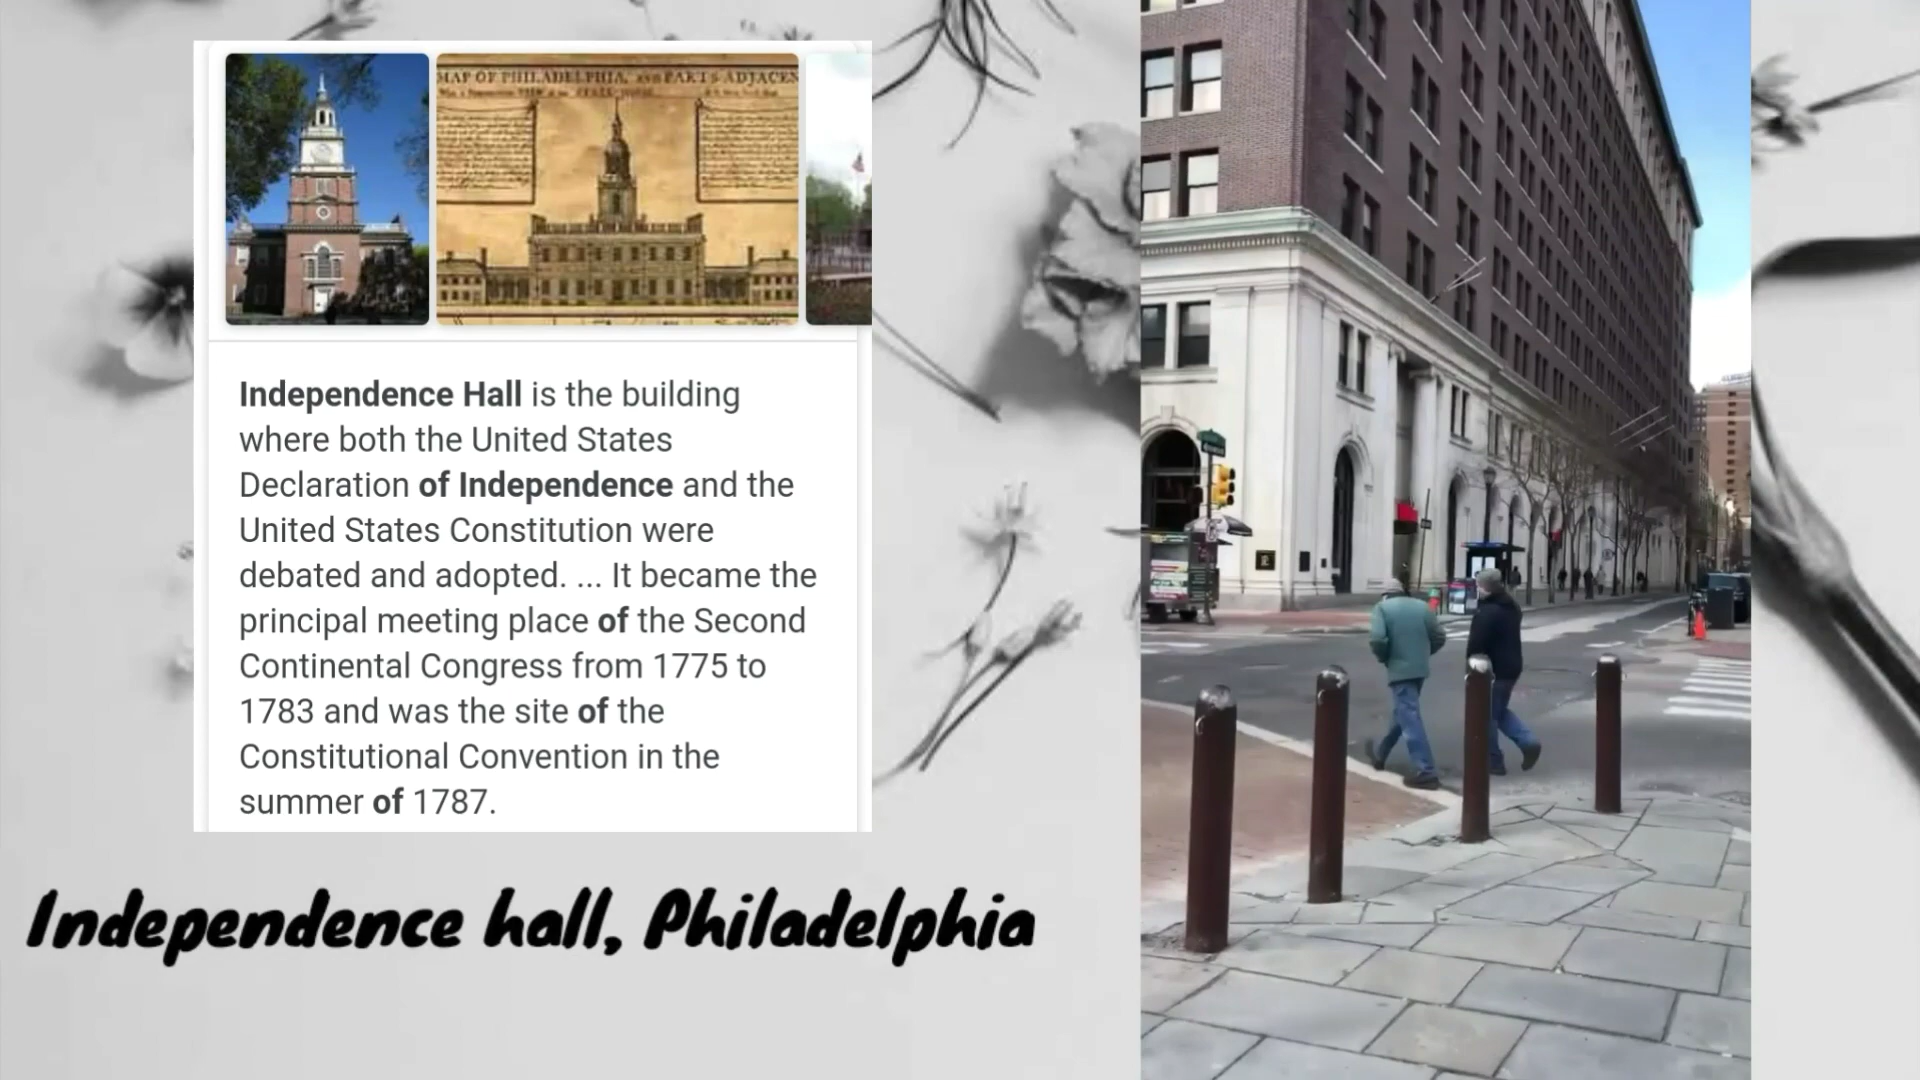 MAP OF PHILADELPHIA, AND PARTS ADJACEN
Independence Hall is the building
where both the United States
Declaration of Independence and the
United States Constitution were
debated and adopted. ... It became the
principal meeting place of the Second
Continental Congress from 1775 to
1783 and was the site of the
Constitutional Convention in the
summer of 1787.
Independence hall, Philadelphia